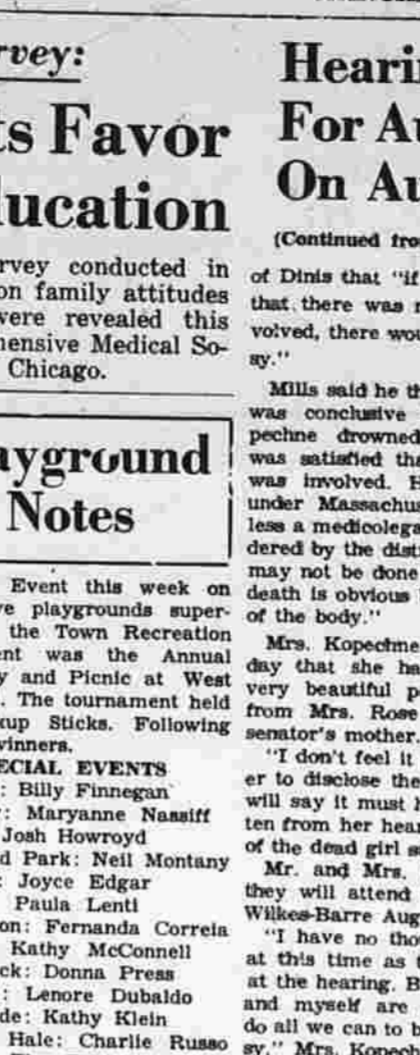 rvey:
ts Favor
lucation
rvey conducted in
on family attitudes
were revealed this
hensive Medical So-
Chicago.
ayground
Notes
Event this week on
ve playgrounds super-
the Town Recreation
ent was the Annual
y and Picnic at West
. The tournament held
kup Sticks. Following
winners.
ECIAL EVENTS
: Billy Finnegan
: Maryanne Nassiff
Josh Howroyd
d Park: Neil Montany
: Joyce Edgar
Paula Lenti
on: Fernanda Correia
Kathy McConnell
ck: Donna Press
: Lenore Dubaldo
de: Kathy Klein
Hale: Charlie Russo
Heari
For Au
On Au
(Continued fro
of Dinis that "if
that there was n
volved, there wou
sy."
Mills said he th
was conclusive
pechne drowned
was satisfied tha
was involved. H
under Massachus
less a medicolega
dered by the dist
may not be done
death is obvious
of the body."
Mrs. Kopechne
day that she ha
very beautiful p
from Mrs. Rose
senator's mother.
"I don't feel it
er to disclose the
will say it must h
ten from her hear
of the dead girl s
Mr. and Mrs.
they will attend
Wilkes-Barre Aug
"I have no tho
at this time as t
at the hearing. B
and myself are
do all we can to b
sy," Mrs. Kopech